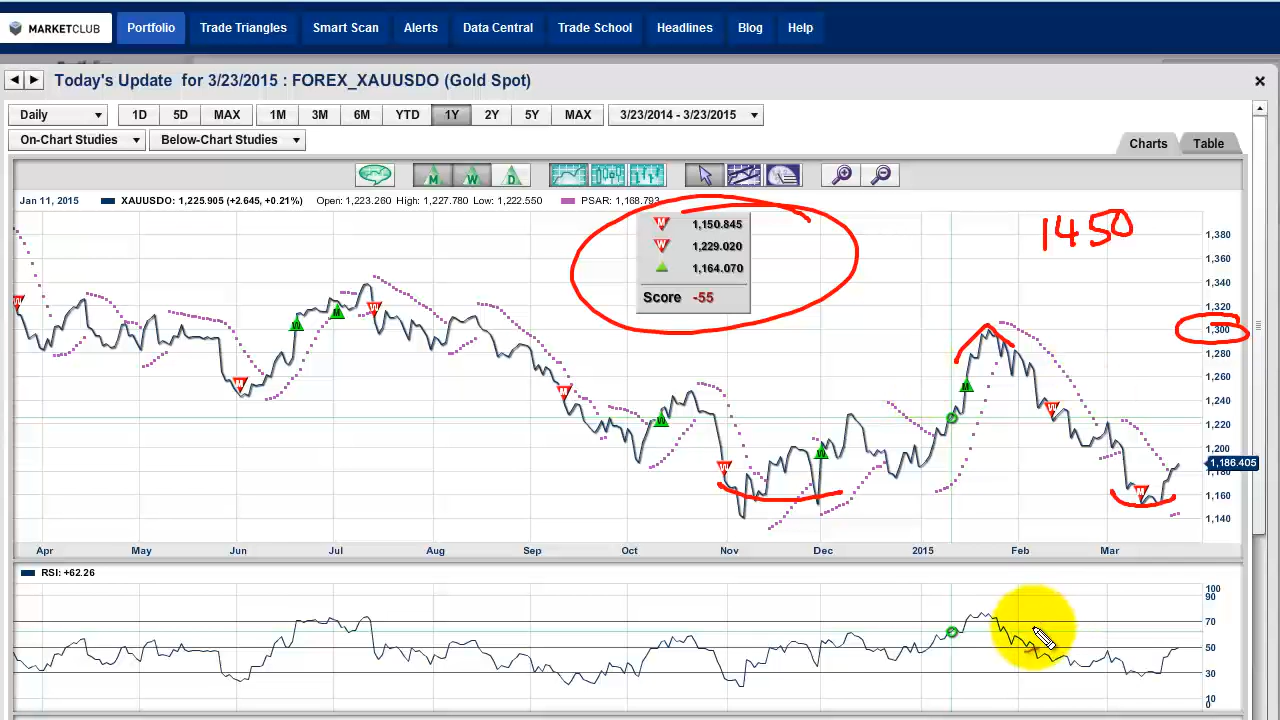 MARKETCLUB Portfolio Trade Triangles Smart Scan Alerts Data Central Trade School Headlines Blog Help
Today's Update for 3/23/2015 : FOREX_XAUUSDO (Gold Spot)
Daily 1D 5D MAX 1M 3M 6M YTD 1Y 2Y 5Y MAX 3/23/2014 - 3/23/2015
On-Chart Studies Below-Chart Studies Charts Table
M W D
Jan 11, 2015 XAUUSDO: 1,225.905 (+2.645, +0.21%) Open: 1,223.260 High: 1,227.780 Low: 1,222.550 PSAR: 1,168.793
M 1,150.845
W 1,229.020
1,164.070
Score -55
1450
1,380
1,360
1,340
1,320
1,300
1,280
1,260
1,240
1,220
1,200
1,186.405
1,180
1,160
1,140
W M W M W M W W W M W M
Apr May Jun Jul Aug Sep Oct Nov Dec 2015 Feb Mar
RSI: +62.26
100
90
70
50
30
10
0